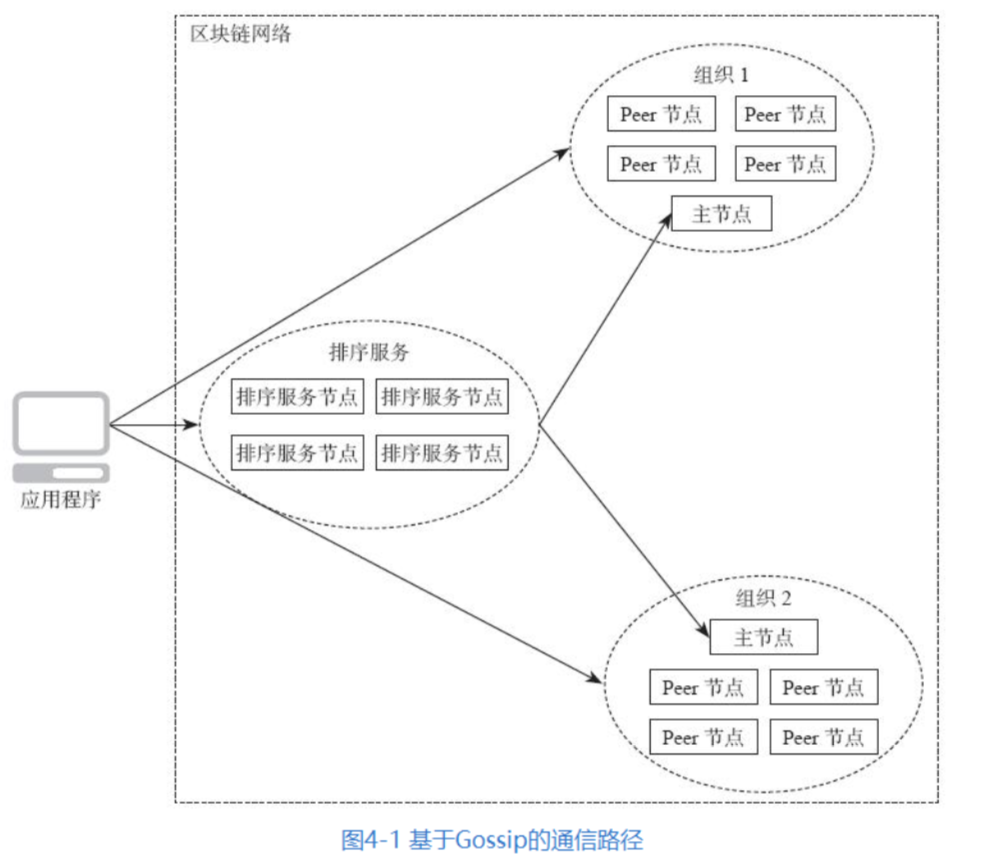 区块链网络
组织 1
Peer 节点 Peer 节点
Peer 节点 Peer 节点
主节点
排序服务
排序服务节点 排序服务节点
排序服务节点 排序服务节点
应用程序
组织 2
主节点
Peer 节点 Peer 节点
Peer 节点 Peer 节点
图4-1 基于Gossip的通信路径